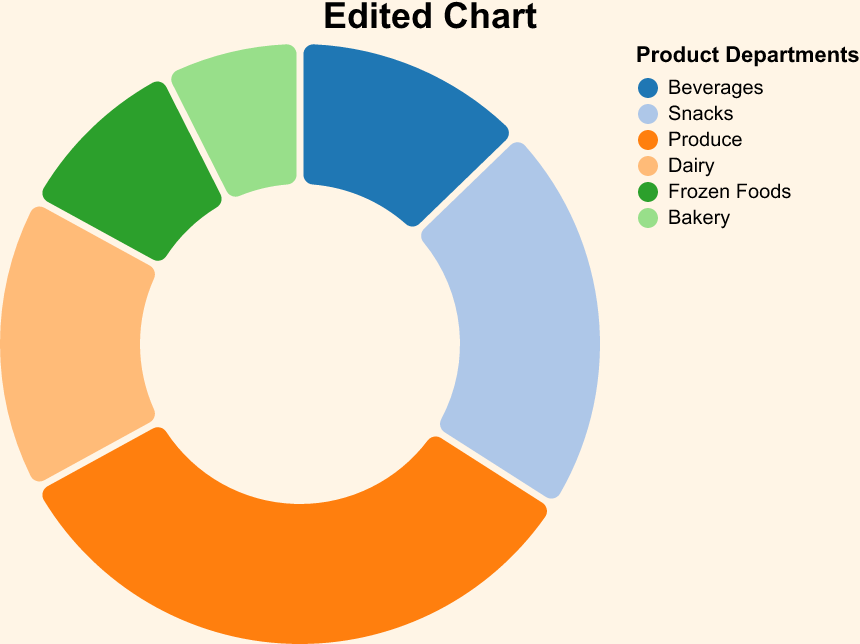 Edited Chart
Product Departments
Beverages
Snacks
Produce
Dairy
Frozen Foods
Bakery